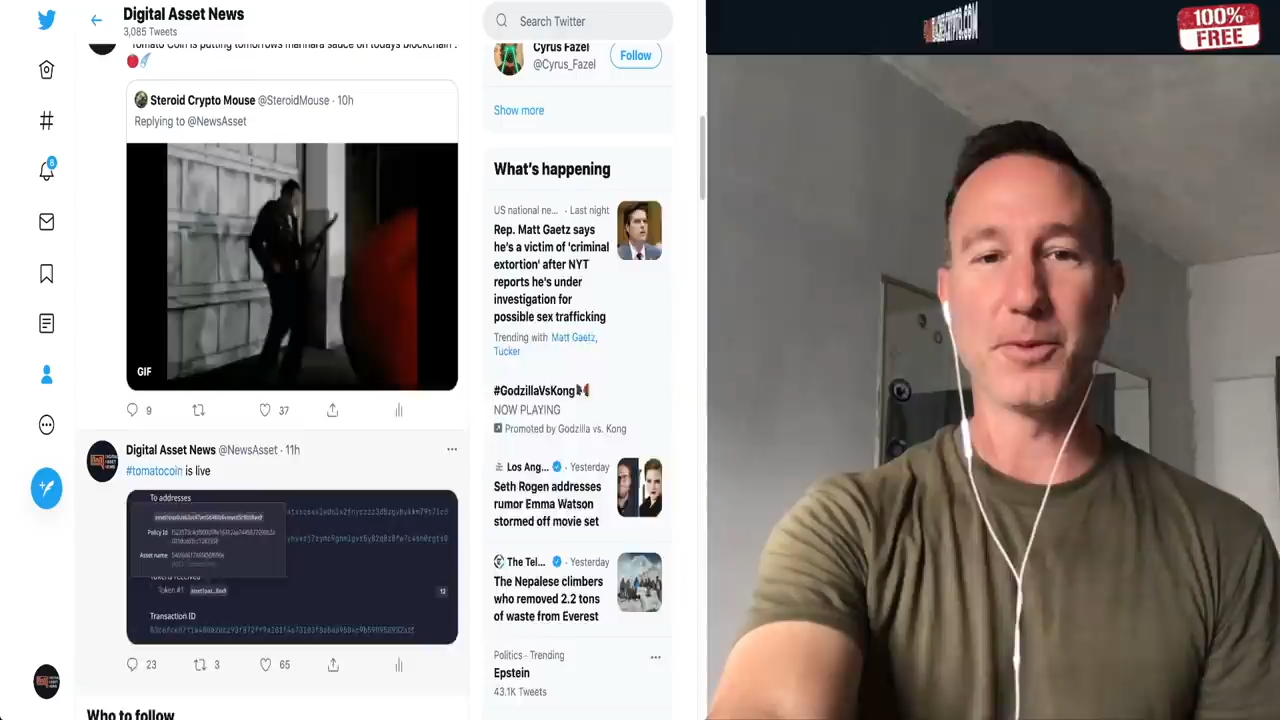 Digital Asset News
3,085 Tweets
Tomato Coin is putting tomorrows marinara sauce on todays blockchain
Steroid Crypto Mouse @SteroidMouse · 10h
Replying to @NewsAsset
GIF
9
37
Digital Asset News @NewsAsset · 11h
#tomatocoin is live
To addresses
Policy Id
Asset name
Tokens received
Token #1
12
Transaction ID
23
3
65
Who to follow
Search Twitter
Cyrus Fazel
@Cyrus_Fazel
Follow
Show more
What's happening
US national ne... · Last night
Rep. Matt Gaetz says
he's a victim of 'criminal
extortion' after NYT
reports he's under
investigation for
possible sex trafficking
Trending with Matt Gaetz,
Tucker
#GodzillaVsKong
NOW PLAYING
Promoted by Godzilla vs. Kong
Los Ang... · Yesterday
Seth Rogen addresses
rumor Emma Watson
stormed off movie set
The Tel... · Yesterday
The Nepalese climbers
who removed 2.2 tons
of waste from Everest
Politics · Trending
Epstein
43.1K Tweets
8
100%
FREE